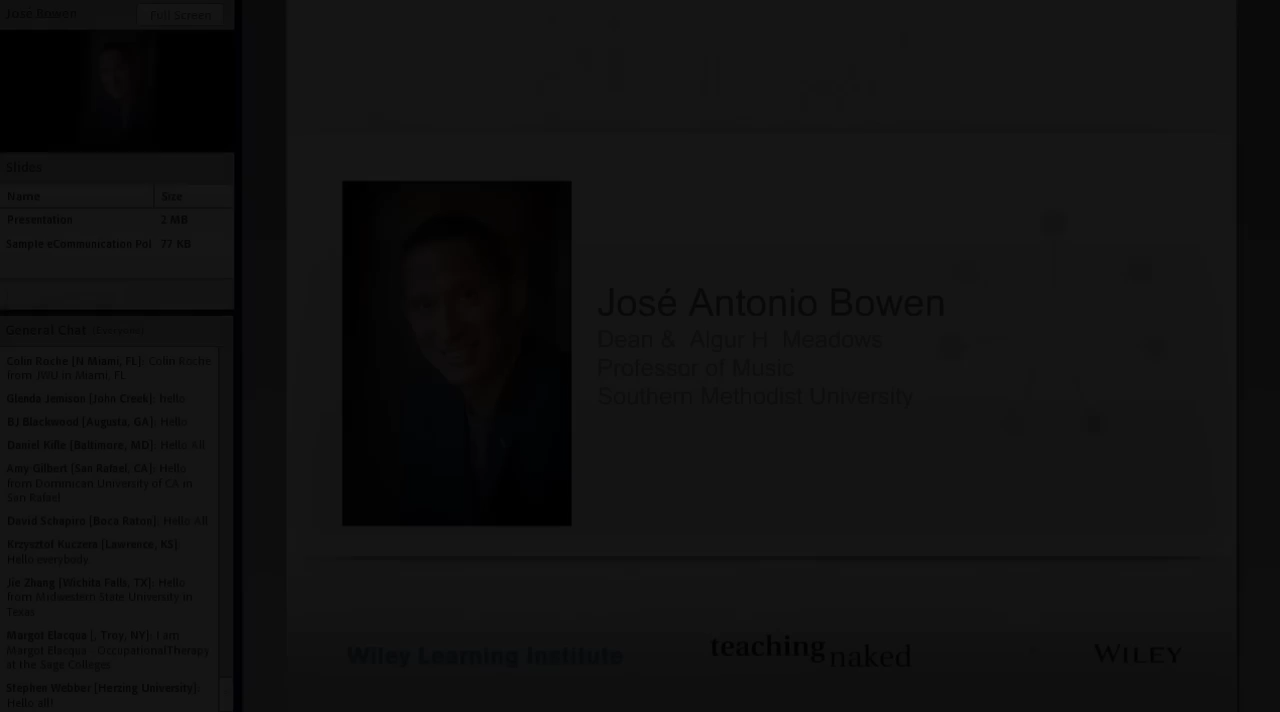 José Bowen
Full Screen
Slides
Name Size
Presentation 2 MB
Sample eCommunication Pol 77 KB
General Chat (Everyone)
Colin Roche [N Miami, FL]: Colin Roche
from JWU in Miami, FL
Glenda Jamison [John Creek]: hello
BJ Blackwood [Augusta, GA]: Hello
Daniel Kifle [Baltimore, MD]: Hello All
Amy Gilbert [San Rafael, CA]: Hello
from Dominican University of CA in
San Rafael
David Schapiro [Boca Raton]: Hello All
Krzysztof Kuczera [Lawrence, KS]:
Hello everybody
Jie Zhang [Wichita Falls, TX]: Hello
from Midwestern State University in
Texas
Margot Elacqua [, Troy, NY]: I am
Margot Elacqua - OccupationalTherapy
at the Sage Colleges
Stephen Webber [Herzing University]:
Hello all!
José Antonio Bowen
Dean & Algur H. Meadows
Professor of Music
Southern Methodist University
Wiley Learning Institute
teaching
naked
WILEY